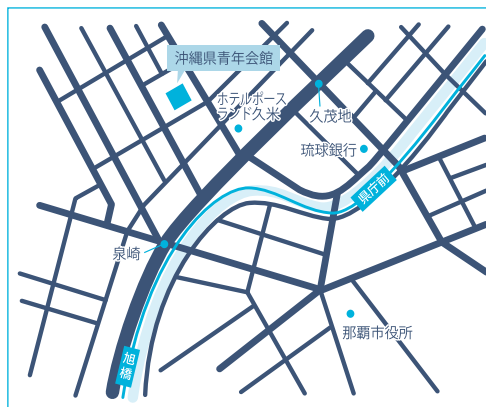 沖縄県青年会館
ホテルポース
ランド久米
久茂地
琉球銀行
県庁前
泉崎
那覇市役所
旭橋